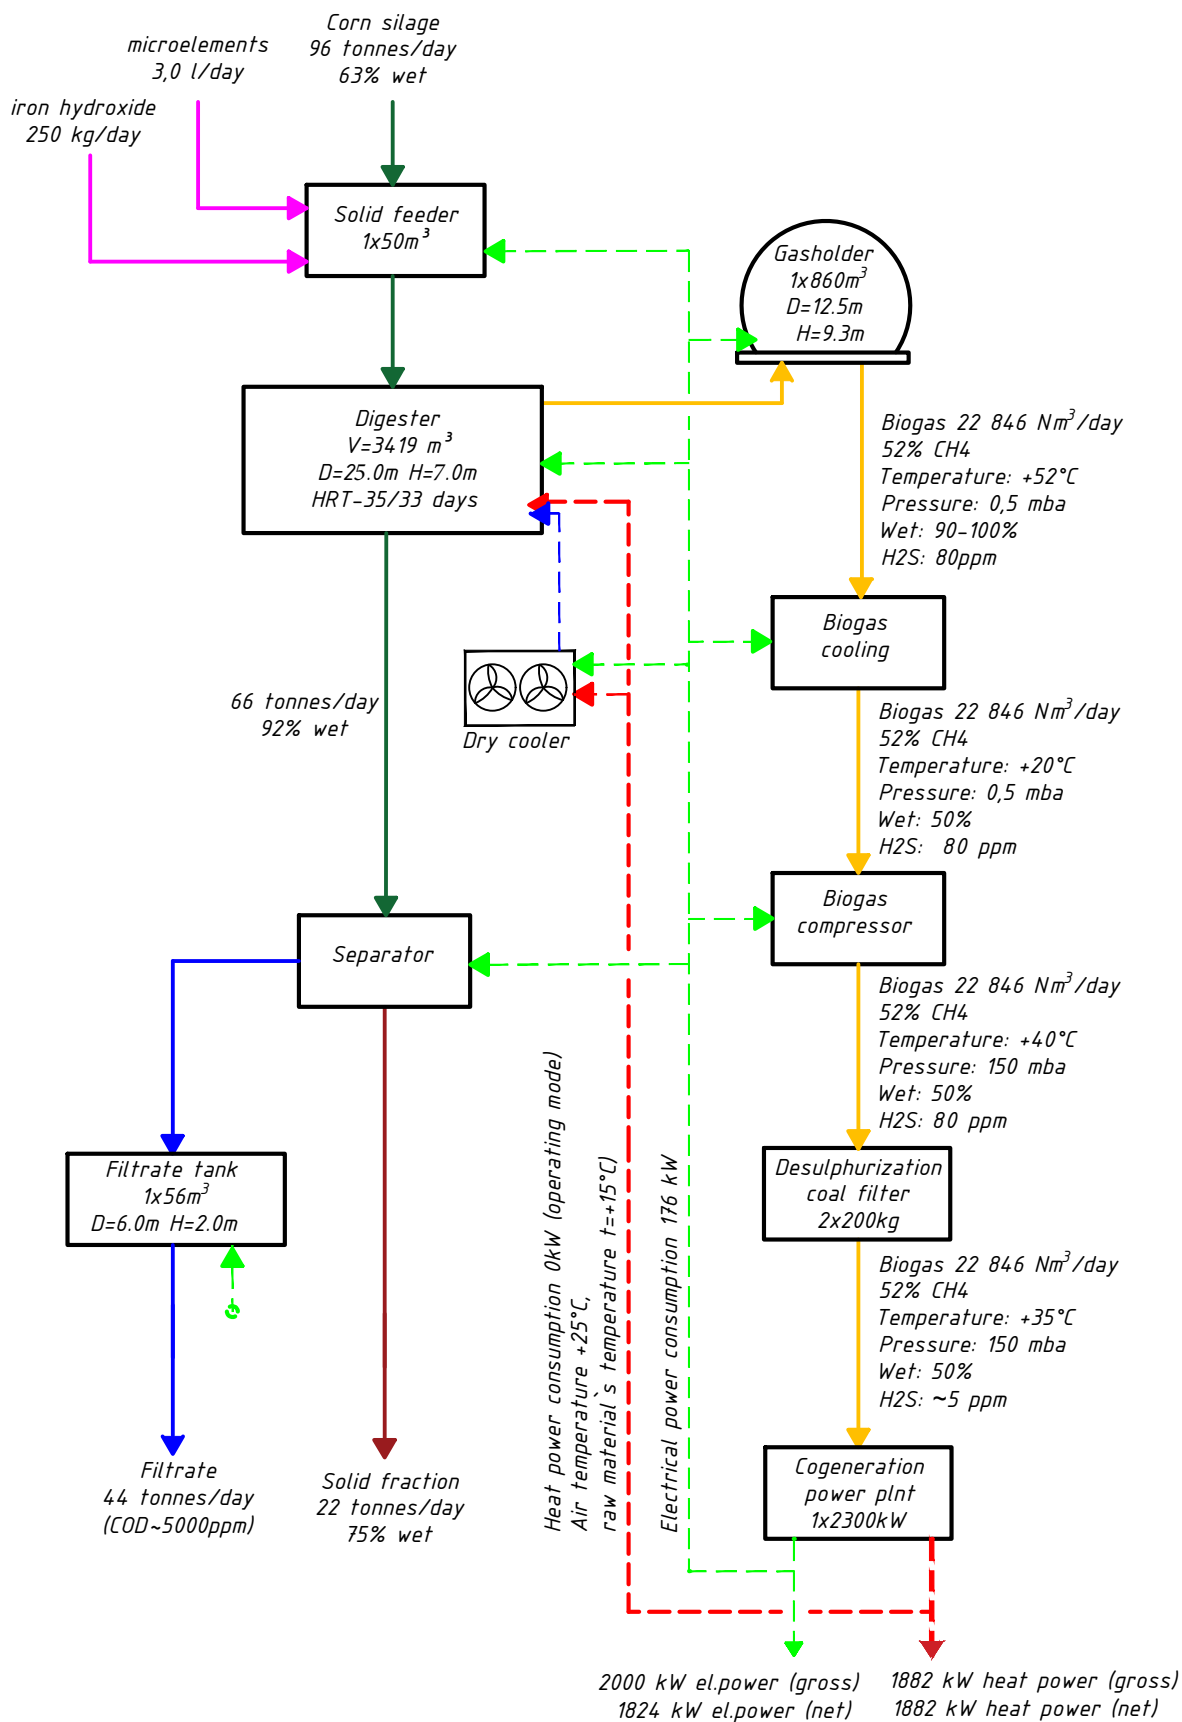 Corn silage
96 tonnes/day
63% wet
microelements
3,0 l/day
iron hydroxide
250 kg/day
Solid feeder
1x50m³
Gasholder
1x860m³
D=12.5m
H=9.3m
Digester
V=3419 m³
D=25.0m H=7.0m
HRT-35/33 days
Biogas 22 846 Nm³/day
52% CH4
Temperature: +52°C
Pressure: 0,5 mba
Wet: 90-100%
H2S: 80ppm
Biogas
cooling
66 tonnes/day
92% wet
Dry cooler
Biogas 22 846 Nm³/day
52% CH4
Temperature: +20°C
Pressure: 0,5 mba
Wet: 50%
H2S: 80 ppm
Biogas
compressor
Separator
Biogas 22 846 Nm³/day
52% CH4
Temperature: +40°C
Pressure: 150 mba
Wet: 50%
H2S: 80 ppm
Heat power consumption 0kW (operating mode)
Air temperature +25°C,
raw material`s temperature t=+15°C)
Electrical power consumption 176 kW
Filtrate tank
1x56m³
D=6.0m H=2.0m
Desulphurization
coal filter
2x200kg
Biogas 22 846 Nm³/day
52% CH4
Temperature: +35°C
Pressure: 150 mba
Wet: 50%
H2S: ~5 ppm
Filtrate
44 tonnes/day
(COD~5000ppm)
Solid fraction
22 tonnes/day
75% wet
Cogeneration
power plnt
1x2300kW
2000 kW el.power (gross)
1824 kW el.power (net)
1882 kW heat power (gross)
1882 kW heat power (net)